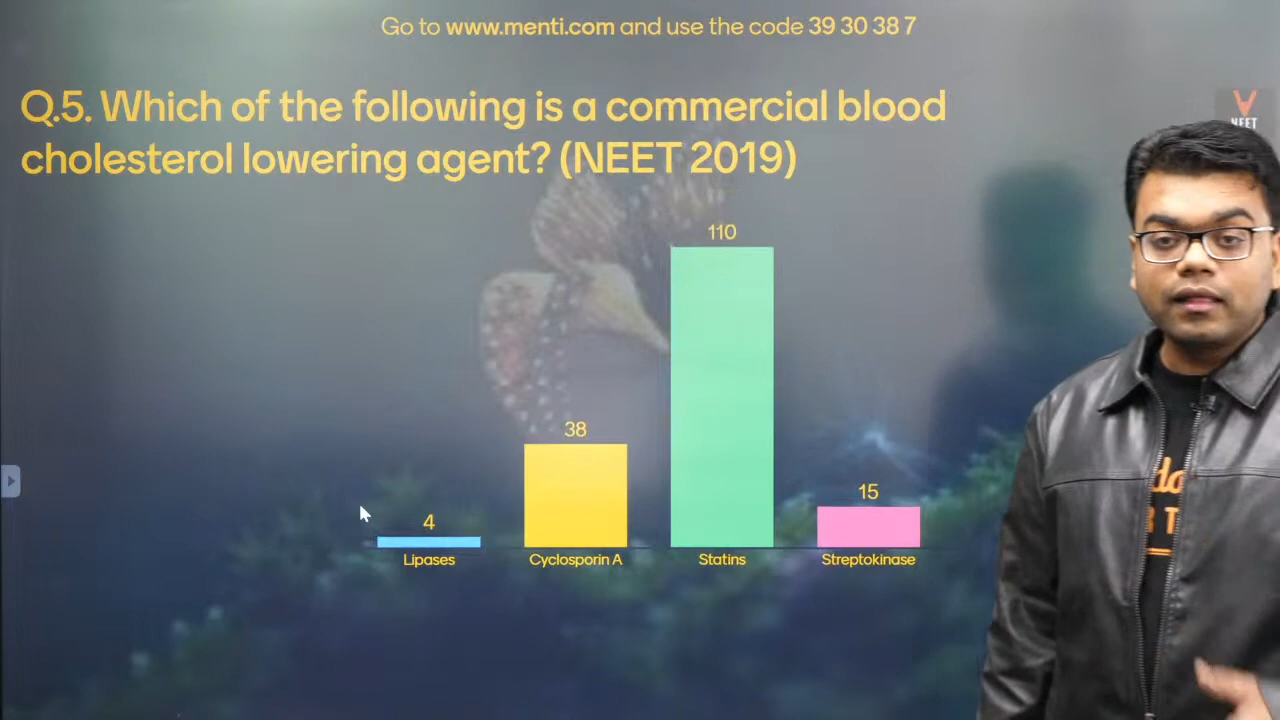 Go to www.menti.com and use the code 39 30 38 7
Q.5. Which of the following is a commercial blood
cholesterol lowering agent? (NEET 2019)
110
38
15
4
Lipases
Cyclosporin A
Statins
Streptokinase
NEET